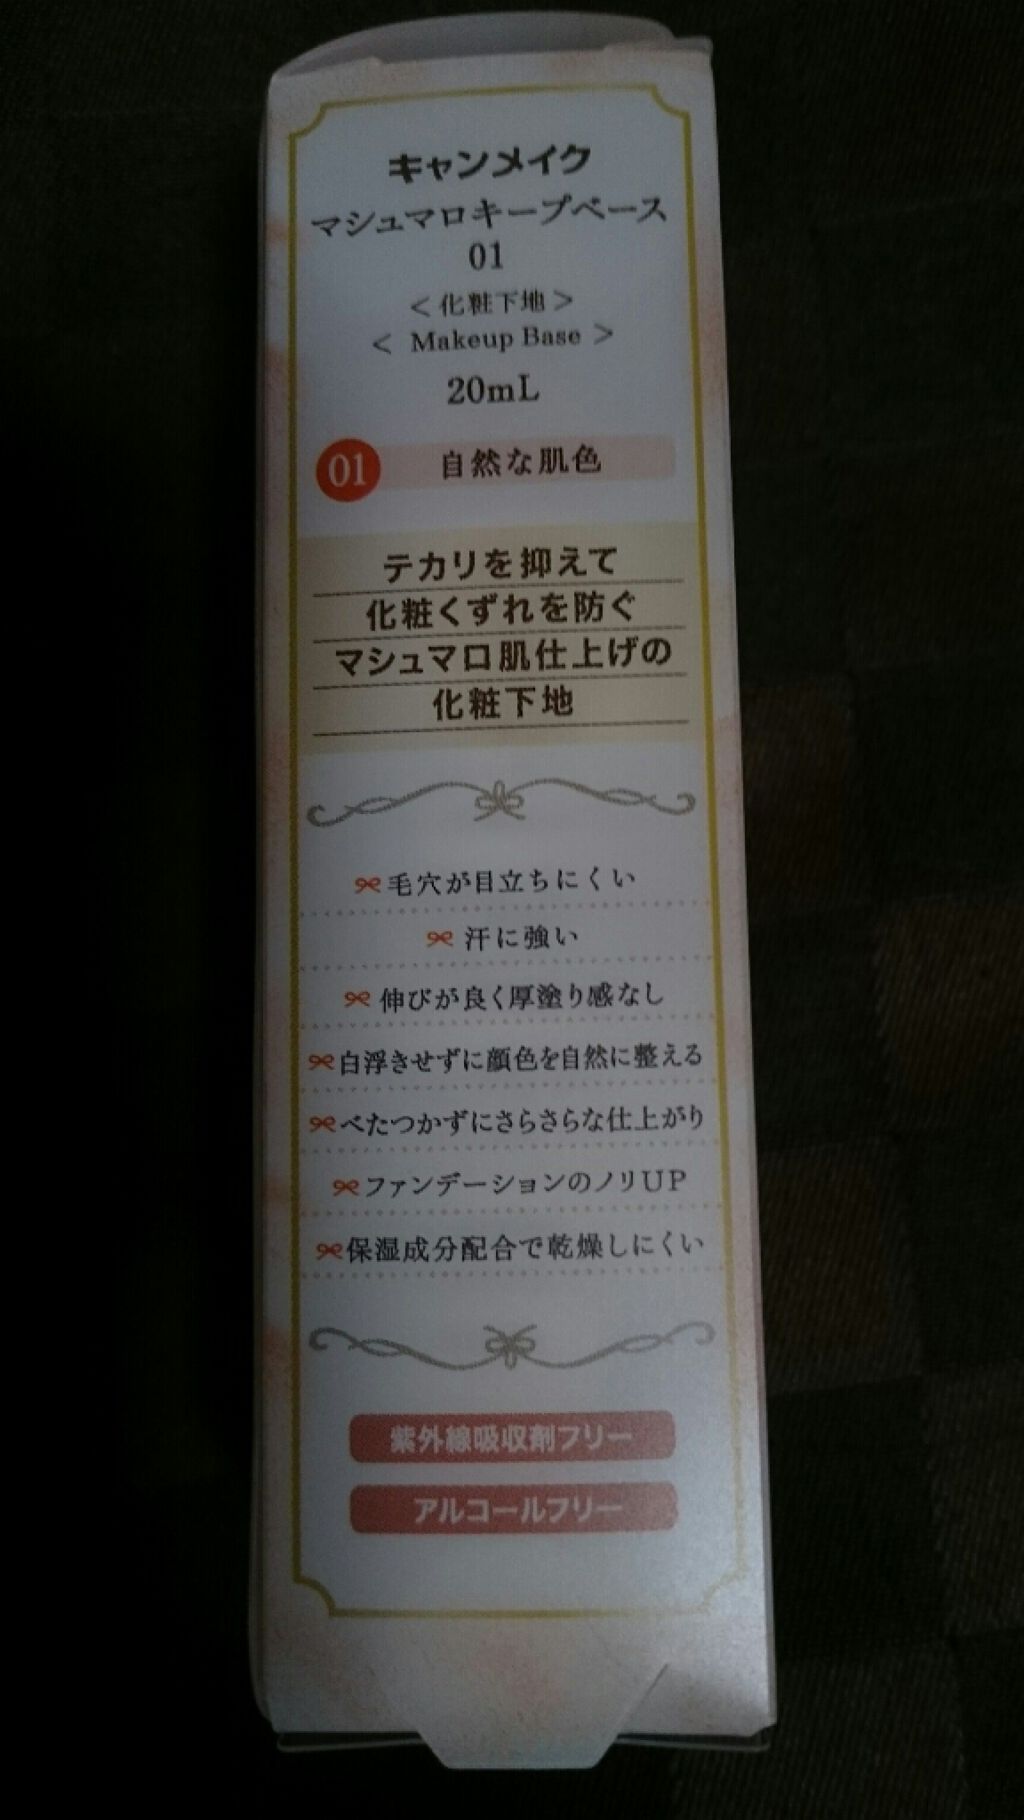 キャンメイク
マシュマロキープベース
01
＜化粧下地＞
＜ Makeup Base ＞
20mL
01 自然な肌色
テカリを抑えて
化粧くずれを防ぐ
マシュマロ肌仕上げの
化粧下地
毛穴が目立ちにくい
汗に強い
伸びが良く厚塗り感なし
白浮きせずに顔色を自然に整える
べたつかずにさらさらな仕上がり
ファンデーションのノリUP
保湿成分配合で乾燥しにくい
紫外線吸収剤フリー
アルコールフリー